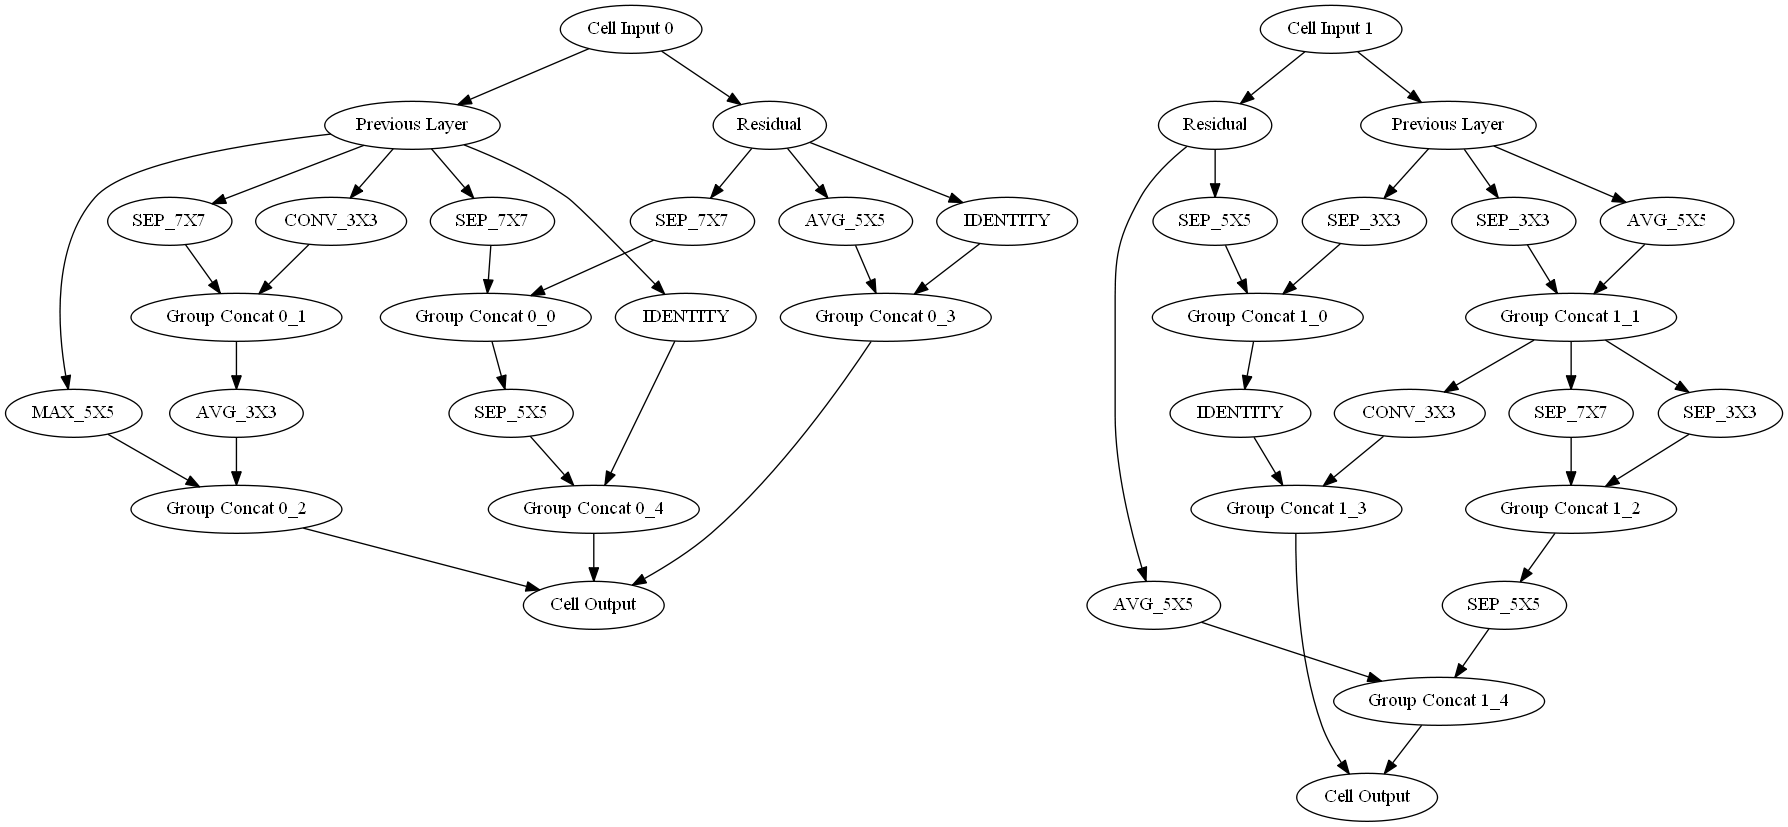 Cell Input 0
Cell Input 1
Previous Layer
Residual
Residual
Previous Layer
SEP_7X7
CONV_3X3
SEP_7X7
SEP_7X7
AVG_5X5
IDENTITY
SEP_5X5
SEP_3X3
SEP_3X3
AVG_5X5
Group Concat 0_1
Group Concat 0_0
IDENTITY
Group Concat 0_3
Group Concat 1_0
Group Concat 1_1
MAX_5X5
AVG_3X3
SEP_5X5
IDENTITY
CONV_3X3
SEP_7X7
SEP_3X3
Group Concat 0_2
Group Concat 0_4
Group Concat 1_3
Group Concat 1_2
Cell Output
AVG_5X5
SEP_5X5
Group Concat 1_4
Cell Output